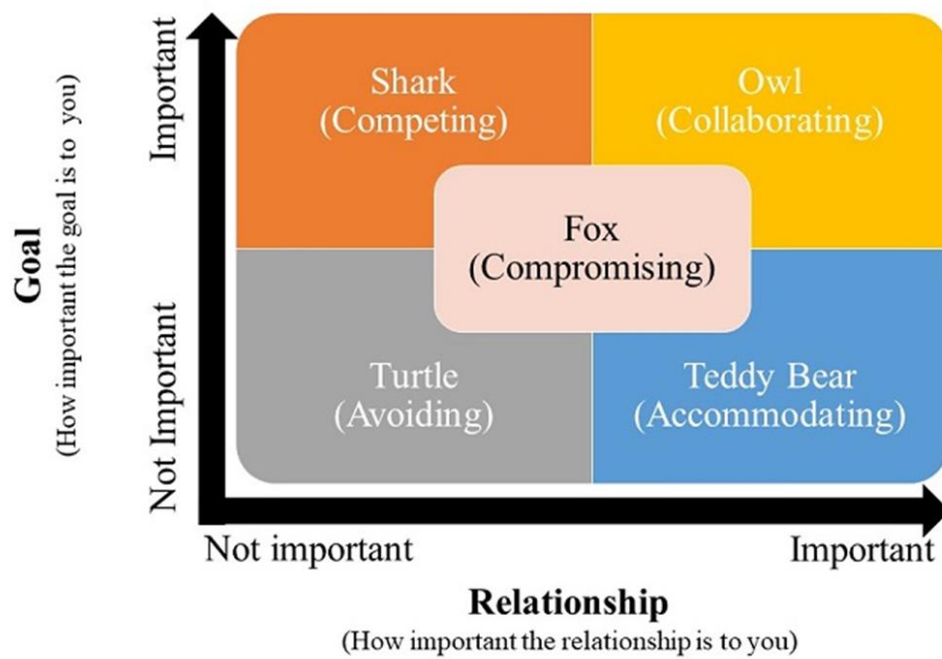 Goal
(How important the goal is to you)
Important
Not Important
Shark
(Competing)
Owl
(Collaborating)
Fox
(Compromising)
Turtle
(Avoiding)
Teddy Bear
(Accommodating)
Not important
Important
Relationship
(How important the relationship is to you)